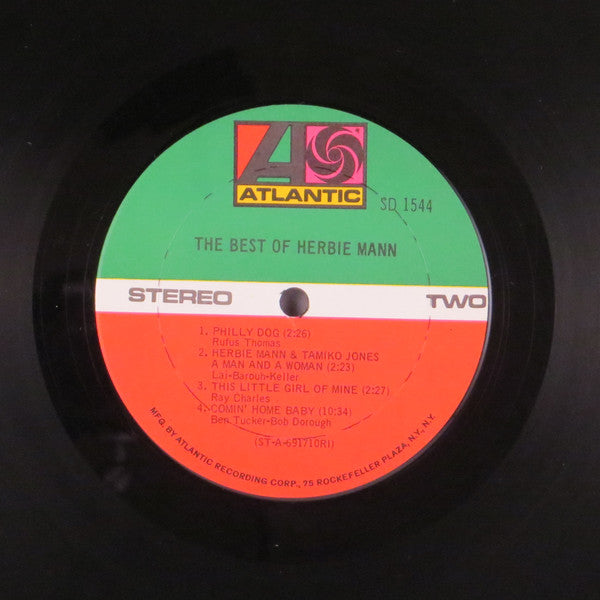 A
ATLANTIC
SD 1544
THE BEST OF HERBIE MANN
STEREO
TWO
1. PHILLY DOG (2:26)
Rufus Thomas
2. HERBIE MANN & TAMIKO JONES
A MAN AND A WOMAN (2:23)
Lai-Barouh-Keller
3. THIS LITTLE GIRL OF MINE (2:27)
Ray Charles
4. COMIN' HOME BABY (10:34)
Ben Tucker-Bob Dorough
(ST-A-691710RI)
MFG. BY ATLANTIC RECORDING CORP., 75 ROCKEFELLER PLAZA, N.Y., N.Y.